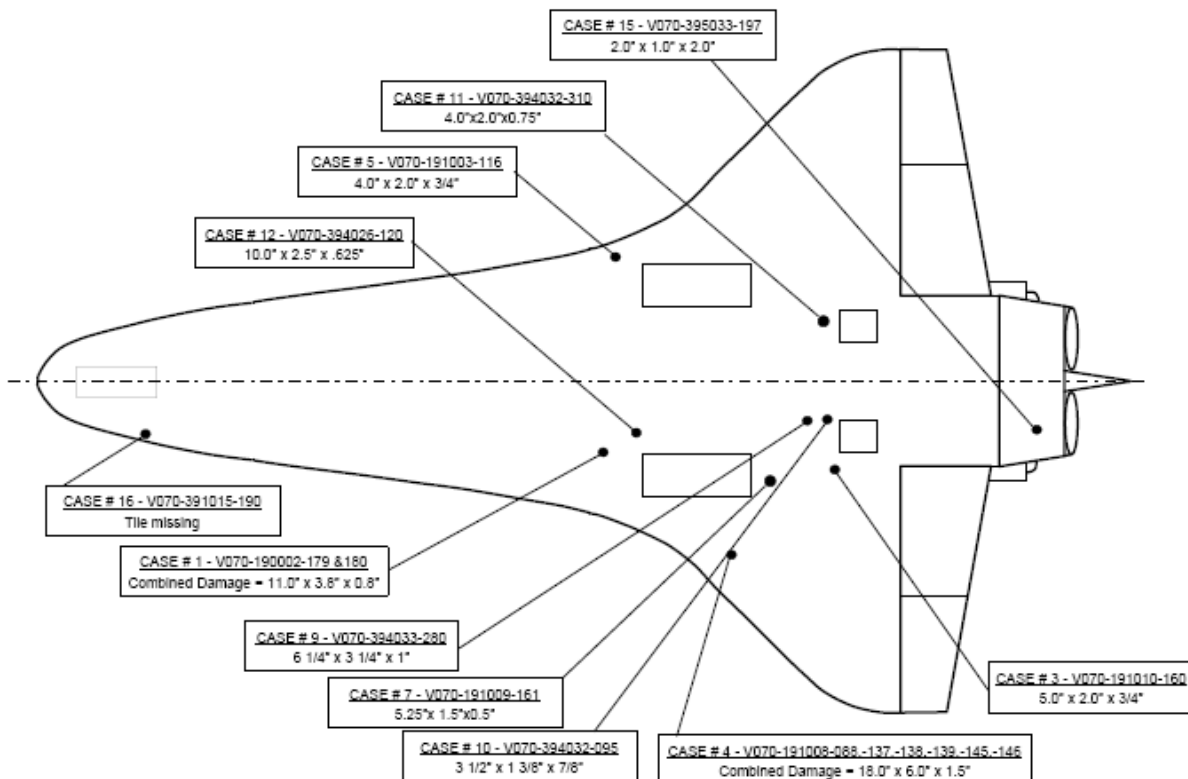 CASE # 15 - V070-395033-197
2.0" x 1.0" x 2.0"
CASE # 11 - V070-394032-310
4.0"x2.0"x0.75"
CASE # 5 - V070-191003-116
4.0" x 2.0" x 3/4"
CASE # 12 - V070-394026-120
10.0" x 2.5" x .625"
CASE # 16 - V070-391015-190
Tile missing
CASE # 1 - V070-190002-179 &180
Combined Damage = 11.0" x 3.8" x 0.8"
CASE # 9 - V070-394033-280
6 1/4" x 3 1/4" x 1"
CASE # 7 - V070-191009-161
5.25"x 1.5"x0.5"
CASE # 10 - V070-394032-095
3 1/2" x 1 3/8" x 7/8"
CASE # 4 - V070-191008-088,-137,-138,-139,-145,-146
Combined Damage = 18.0" x 6.0" x 1.5"
CASE # 3 - V070-191010-160
5.0" x 2.0" x 3/4"